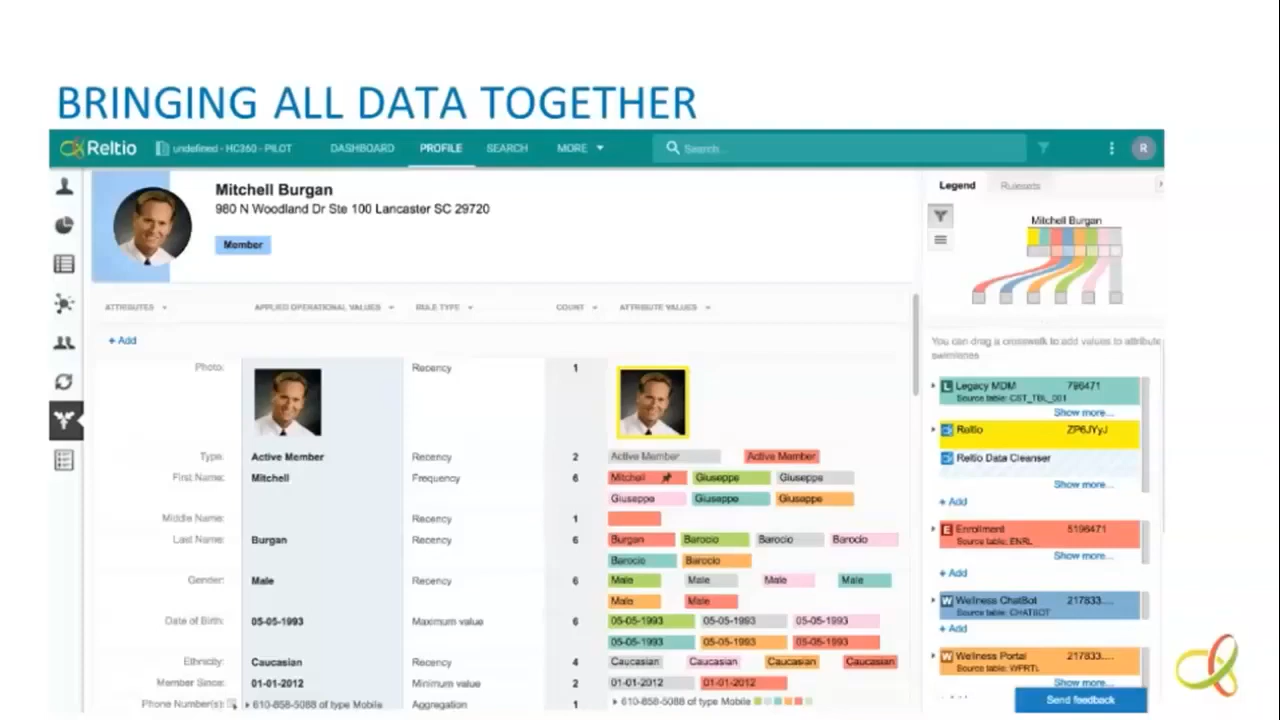 BRINGING ALL DATA TOGETHER
Reltio undefined - HC360 - PILOT DASHBOARD PROFILE SEARCH MORE Search... R
Mitchell Burgan
980 N Woodland Dr Ste 100 Lancaster SC 29720
Member
Legend Rulesets
Mitchell Burgan
ATTRIBUTES APPLIED OPERATIONAL VALUES RULE TYPE COUNT ATTRIBUTE VALUES
+ Add
You can drag a crosswalk to add values to attribute
swimlanes
Photo: Recency 1
Type: Active Member Recency 2 Active Member Active Member
First Name: Mitchell Frequency 6 Mitchell Giuseppe Giuseppe
Giuseppe Giuseppe Giuseppe
Middle Name: Recency 1
Last Name: Burgan Recency 6 Burgan Barocio Barocio Barocio
Barocio Barocio
Gender: Male Recency 6 Male Male Male Male
Male Male
Date of Birth: 05-05-1993 Maximum value 6 05-05-1993 05-05-1993 05-05-1993
05-05-1993 05-05-1993 05-05-1993
Ethnicity: Caucasian Recency 4 Caucasian Caucasian Caucasian Caucasian
Member Since: 01-01-2012 Minimum value 2 01-01-2012 01-01-2012
Phone Number(s): 610-858-5088 of type Mobile Aggregation 1 610-858-5088 of type Mobile
L Legacy MDM 796471
Source table: CST_TBL_001
Show more...
Reltio ZP6JYyJ
Reltio Data Cleanser
Show more...
+ Add
E Enrollment 5196471
Source table: ENRL
Show more...
+ Add
W Wellness ChatBot 217833....
Source table: CHATBOT
+ Add
W Wellness Portal 217833....
Source table: WPRTL
Show more...
Send feedback